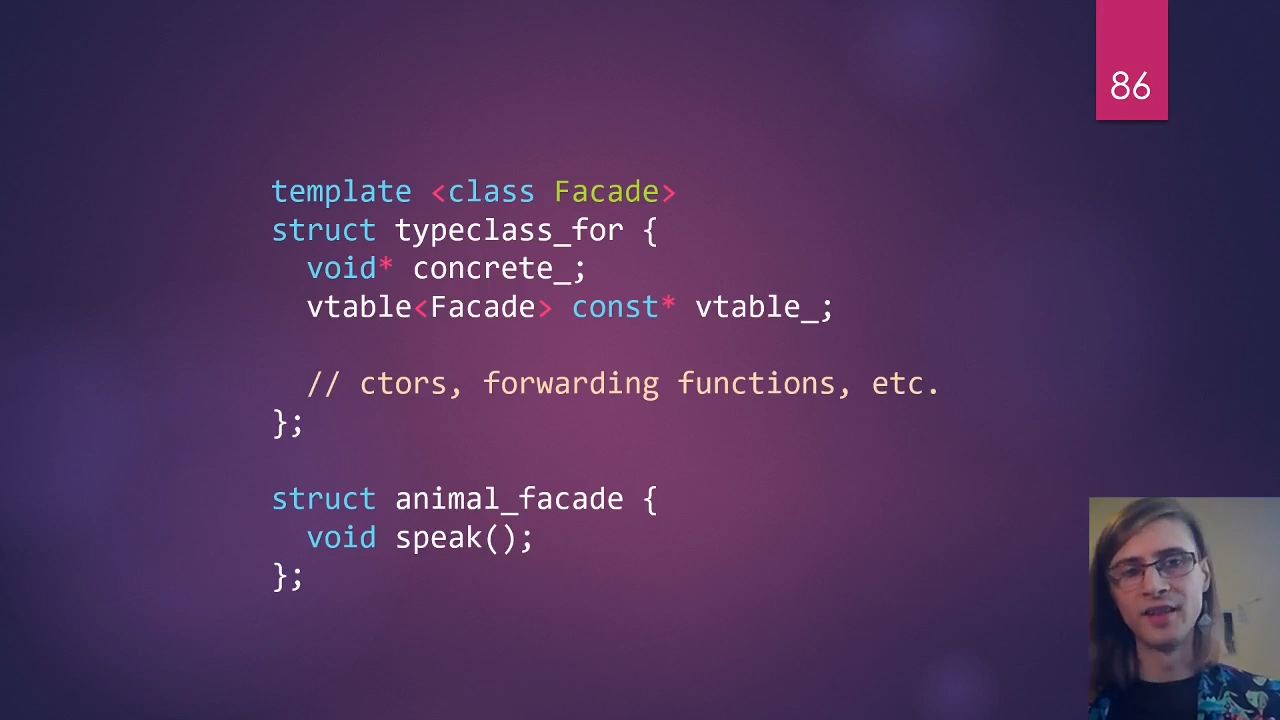 86
template <class Facade>
struct typeclass_for {
  void* concrete_;
  vtable<Facade> const* vtable_;
  // ctors, forwarding functions, etc.
};
struct animal_facade {
  void speak();
};